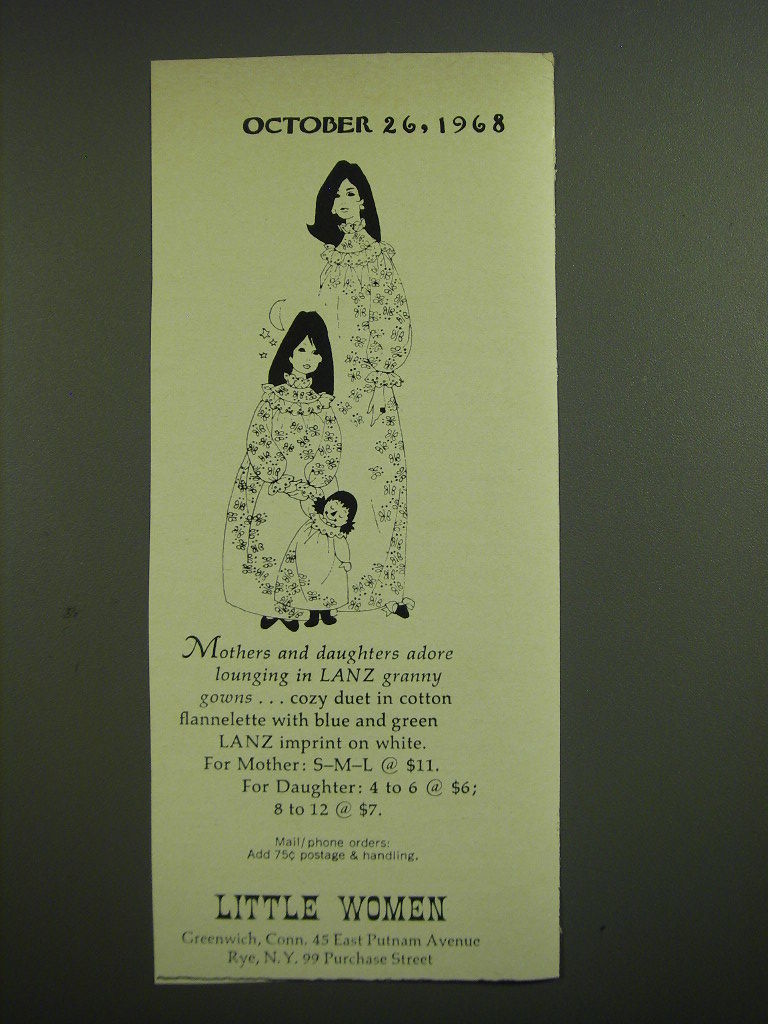 OCTOBER 26, 1968
Mothers and daughters adore
lounging in LANZ granny
gowns . . . cozy duet in cotton
flannelette with blue and green
LANZ imprint on white.
For Mother: S–M–L @ $11.
For Daughter: 4 to 6 @ $6;
8 to 12 @ $7.
Mail/phone orders:
Add 75¢ postage & handling.
LITTLE WOMEN
Greenwich, Conn. 45 East Putnam Avenue
Rye, N.Y. 99 Purchase Street